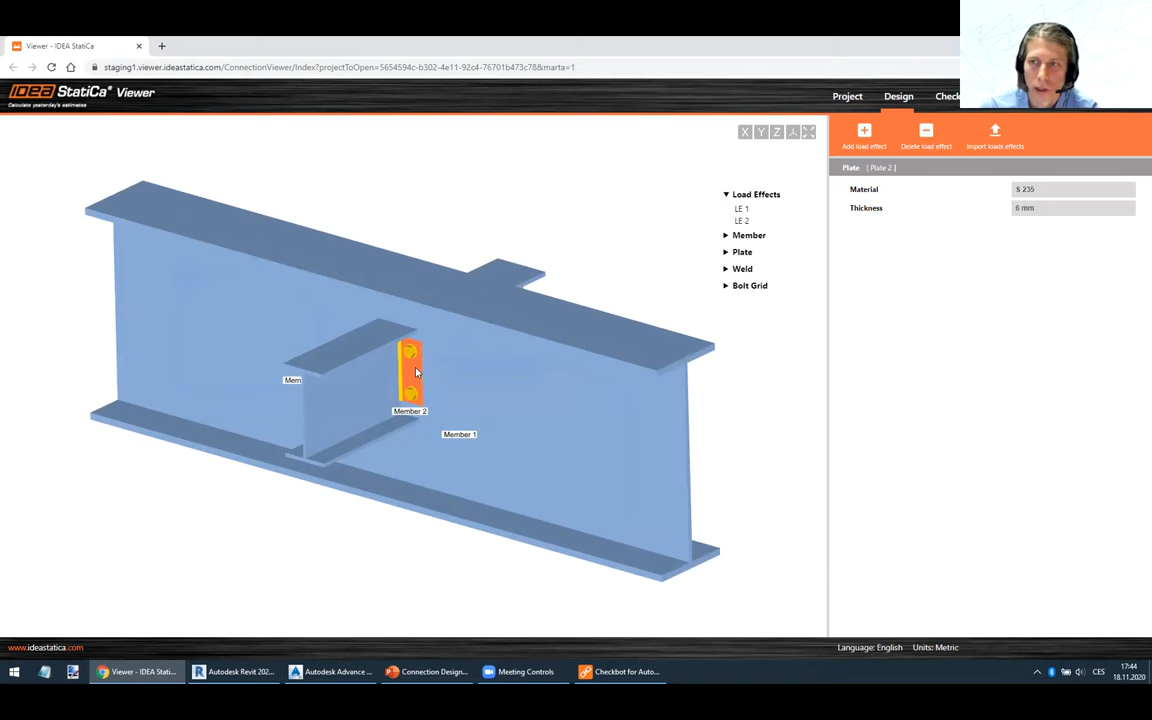 Viewer - IDEA StatiCa
staging1.viewer.ideastatica.com/ConnectionViewer/Index?projectToOpen=5654594c-b302-4e11-92c4-76701b473c78&marta=1
IDEA StatiCa® Viewer
Calculate yesterday's estimates
Project Design Check
X Y Z
Add load effect Delete load effect Import loads effects
Plate [ Plate 2 ]
Material S 235
Thickness 6 mm
Load Effects
LE 1
LE 2
Member
Plate
Weld
Bolt Grid
Mem
Member 2
Member 1
www.ideastatica.com
Language: English Units: Metric
Viewer - IDEA Stati...
Autodesk Revit 202...
Autodesk Advance ...
Connection Design...
Meeting Controls
Checkbot for Auto...
CES
17:44
18.11.2020